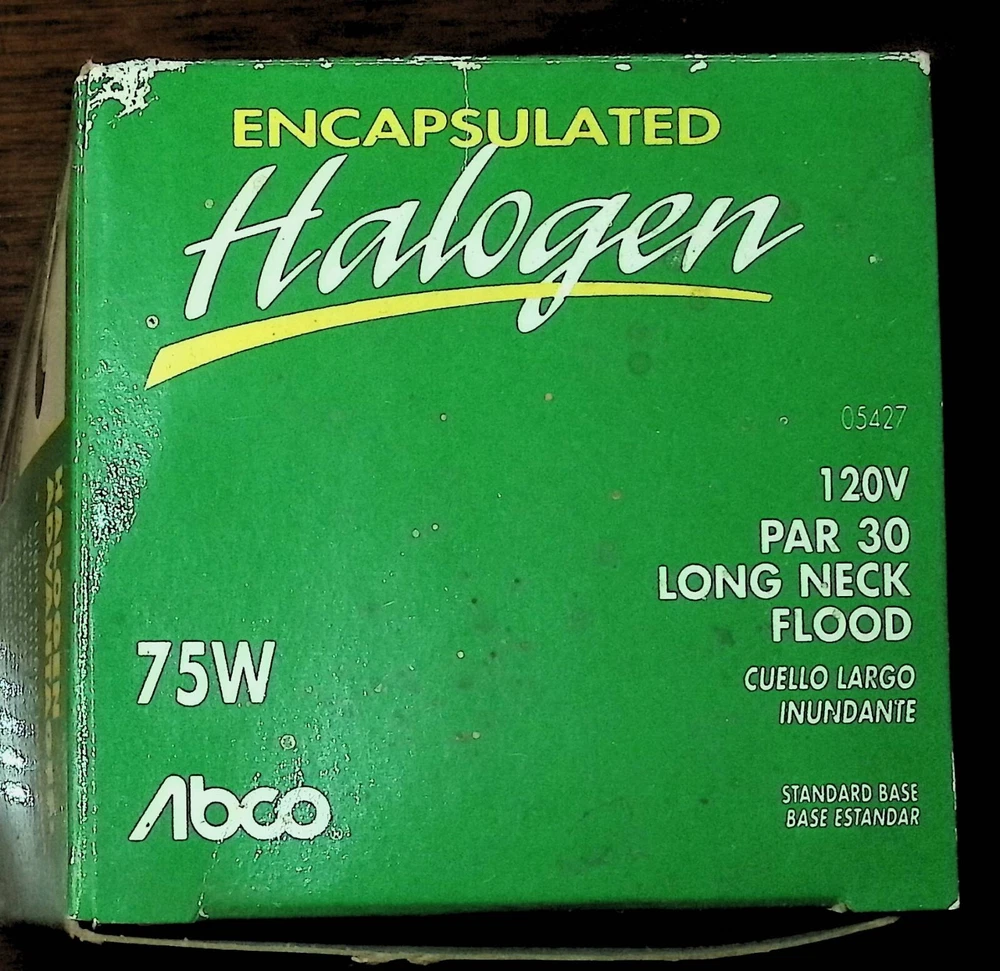 ENCAPSULATED
Halogen
05427
120V
PAR 30
LONG NECK
FLOOD
75W
CUELLO LARGO
INUNDANTE
Abco
STANDARD BASE
BASE ESTANDAR